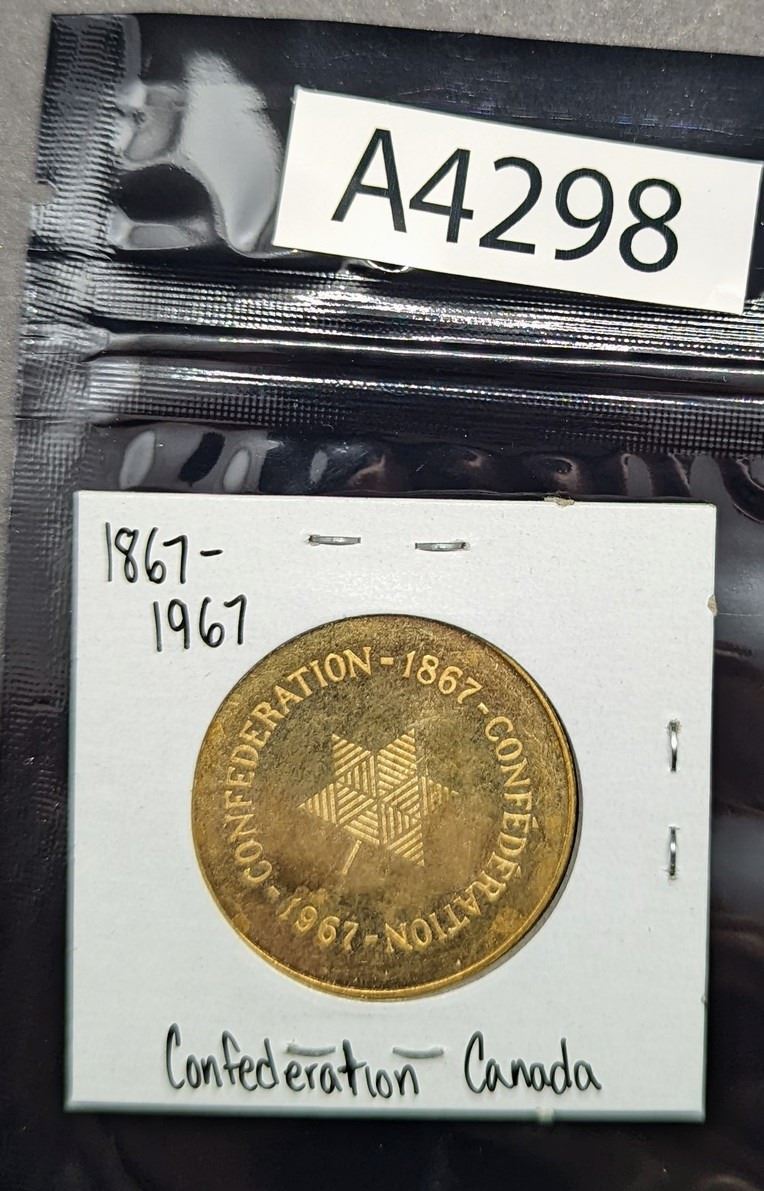 A4298
1867-
1967
CONFEDERATION - 1867 - CONFÉDÉRATION - 1967 -
Confederation Canada